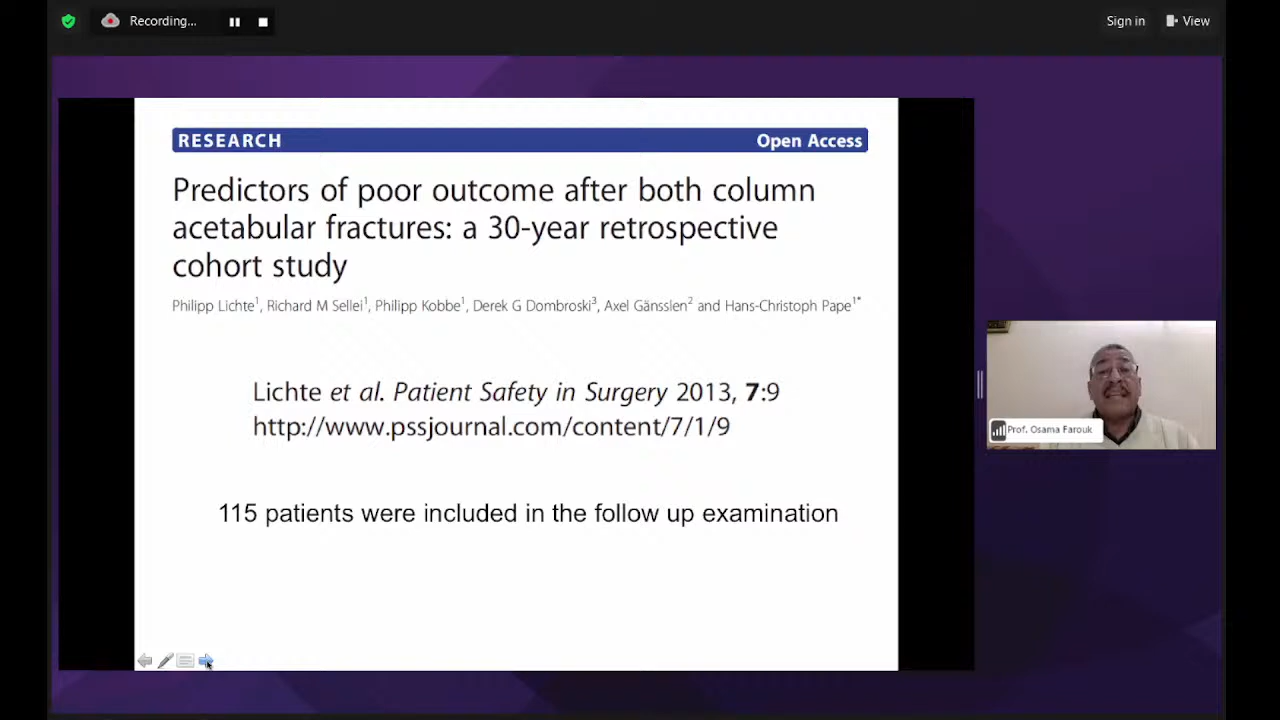 Recording...
Sign in
View
RESEARCH
Open Access
Predictors of poor outcome after both column
acetabular fractures: a 30-year retrospective
cohort study
Philipp Lichte1, Richard M Sellei1, Philipp Kobbe1, Derek G Dombroski3, Axel Gänsslen2 and Hans-Christoph Pape1*
Lichte et al. Patient Safety in Surgery 2013, 7:9
http://www.pssjournal.com/content/7/1/9
115 patients were included in the follow up examination
Prof. Osama Farouk